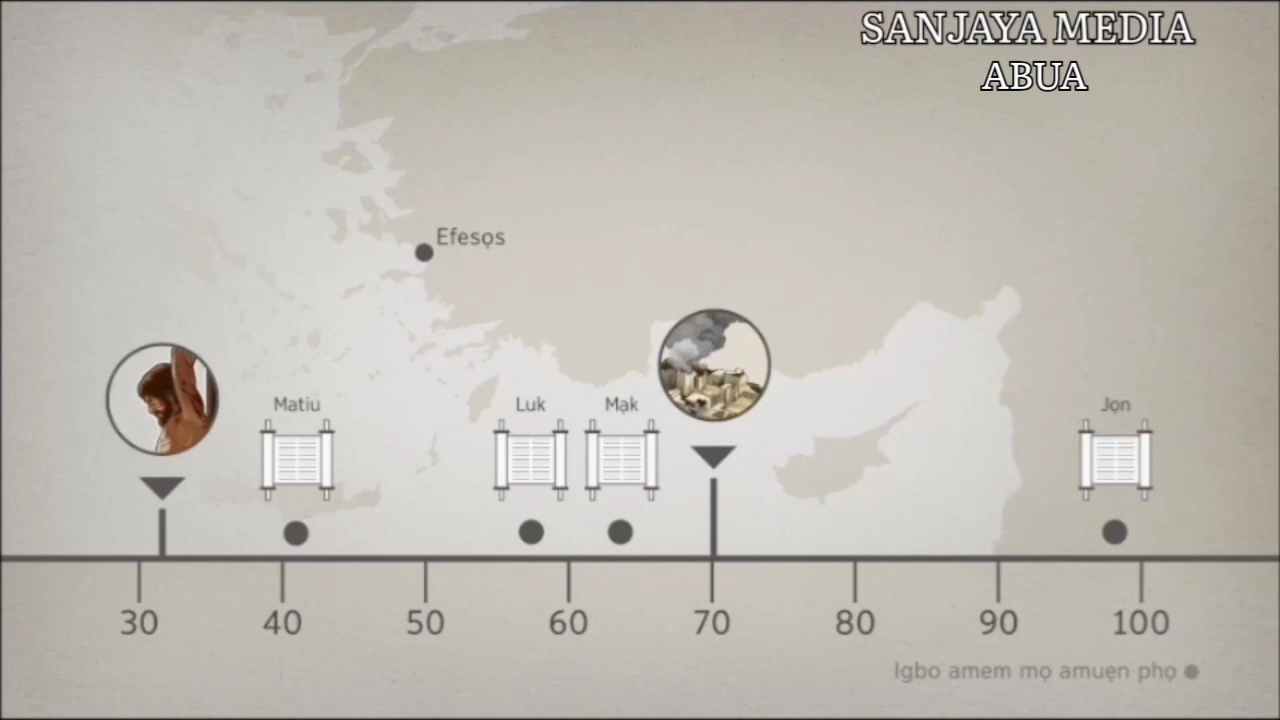 SANJAYA MEDIA
ABUA
Efesọs
Matiu
Luk
Mạk
Jọn
30 40 50 60 70 80 90 100
Igbo amem mọ amuẹn phọ